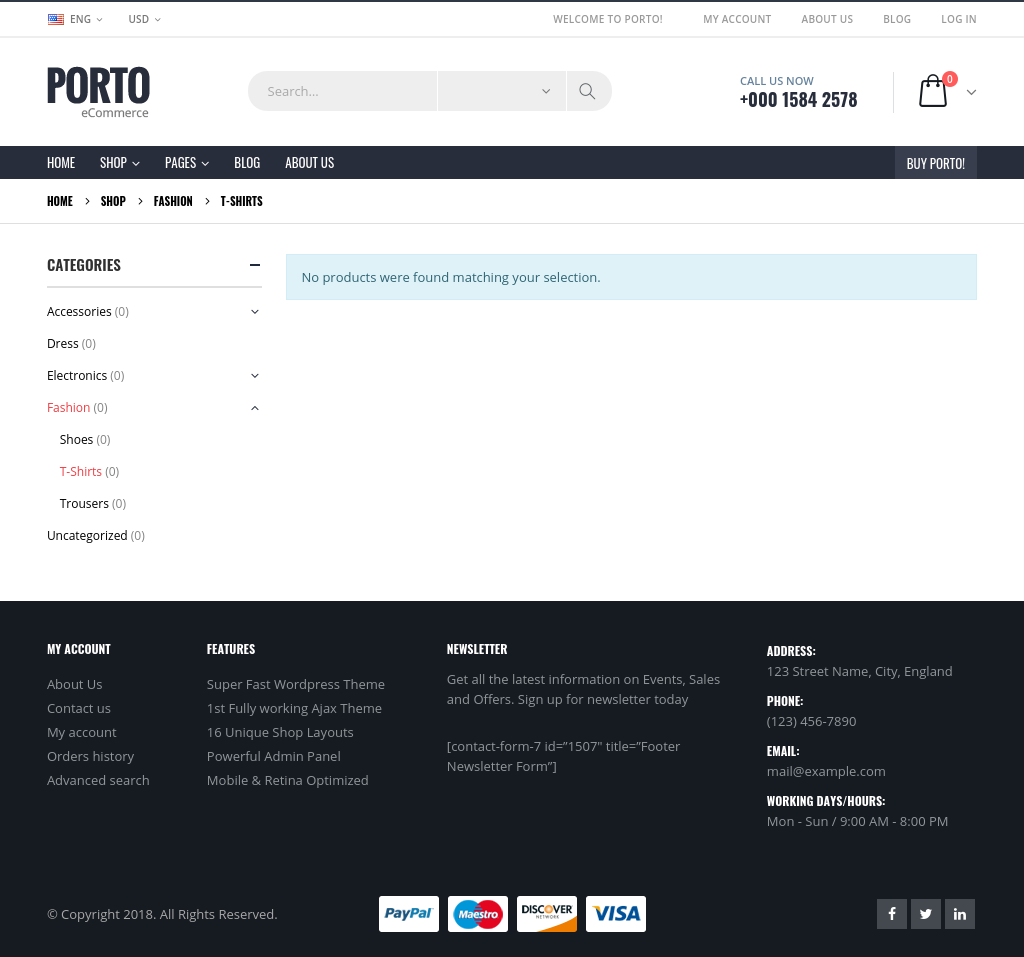 ENG USD WELCOME TO PORTO! MY ACCOUNT ABOUT US BLOG LOG IN
PORTO
eCommerce
Search...
CALL US NOW
+000 1584 2578
0
HOME SHOP PAGES BLOG ABOUT US BUY PORTO!
HOME > SHOP > FASHION > T-SHIRTS
CATEGORIES
Accessories (0)
Dress (0)
Electronics (0)
Fashion (0)
Shoes (0)
T-Shirts (0)
Trousers (0)
Uncategorized (0)
No products were found matching your selection.
MY ACCOUNT
About Us
Contact us
My account
Orders history
Advanced search
FEATURES
Super Fast Wordpress Theme
1st Fully working Ajax Theme
16 Unique Shop Layouts
Powerful Admin Panel
Mobile & Retina Optimized
NEWSLETTER
Get all the latest information on Events, Sales
and Offers. Sign up for newsletter today
[contact-form-7 id=”1507″ title=”Footer
Newsletter Form”]
ADDRESS:
123 Street Name, City, England
PHONE:
(123) 456-7890
EMAIL:
mail@example.com
WORKING DAYS/HOURS:
Mon - Sun / 9:00 AM - 8:00 PM
© Copyright 2018. All Rights Reserved.
PayPal
Maestro
DISCOVER
NETWORK
VISA